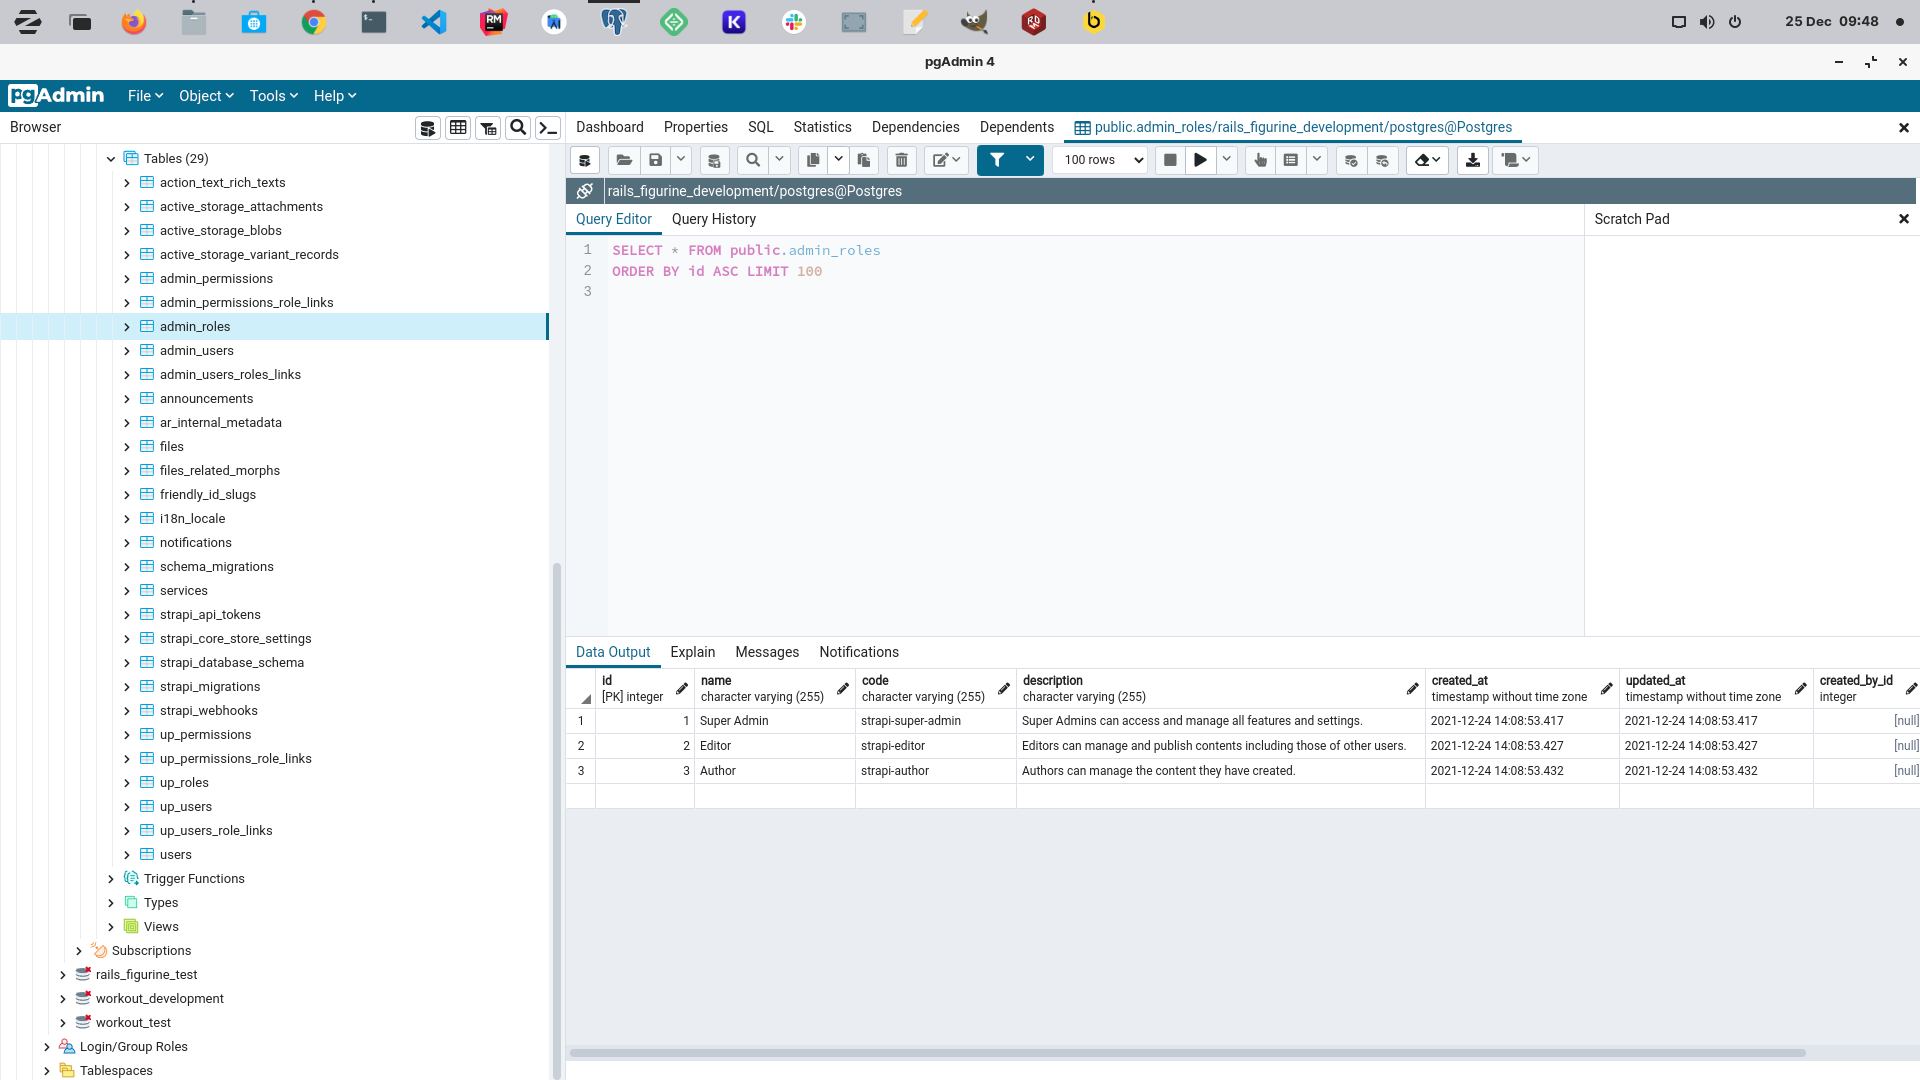 25 Dec 09:48
pgAdmin 4
pgAdmin File Object Tools Help
Browser
Dashboard Properties SQL Statistics Dependencies Dependents public.admin_roles/rails_figurine_development/postgres@Postgres
100 rows
rails_figurine_development/postgres@Postgres
Query Editor Query History
Scratch Pad
1 SELECT * FROM public.admin_roles
2 ORDER BY id ASC LIMIT 100
3
Tables (29)
action_text_rich_texts
active_storage_attachments
active_storage_blobs
active_storage_variant_records
admin_permissions
admin_permissions_role_links
admin_roles
admin_users
admin_users_roles_links
announcements
ar_internal_metadata
files
files_related_morphs
friendly_id_slugs
i18n_locale
notifications
schema_migrations
services
strapi_api_tokens
strapi_core_store_settings
strapi_database_schema
strapi_migrations
strapi_webhooks
up_permissions
up_permissions_role_links
up_roles
up_users
up_users_role_links
users
Trigger Functions
Types
Views
Subscriptions
rails_figurine_test
workout_development
workout_test
Login/Group Roles
Tablespaces
Data Output Explain Messages Notifications
id name code description created_at updated_at created_by_id
[PK] integer character varying (255) character varying (255) character varying (255) timestamp without time zone timestamp without time zone integer
1 1 Super Admin strapi-super-admin Super Admins can access and manage all features and settings. 2021-12-24 14:08:53.417 2021-12-24 14:08:53.417 [null]
2 2 Editor strapi-editor Editors can manage and publish contents including those of other users. 2021-12-24 14:08:53.427 2021-12-24 14:08:53.427 [null]
3 3 Author strapi-author Authors can manage the content they have created. 2021-12-24 14:08:53.432 2021-12-24 14:08:53.432 [null]